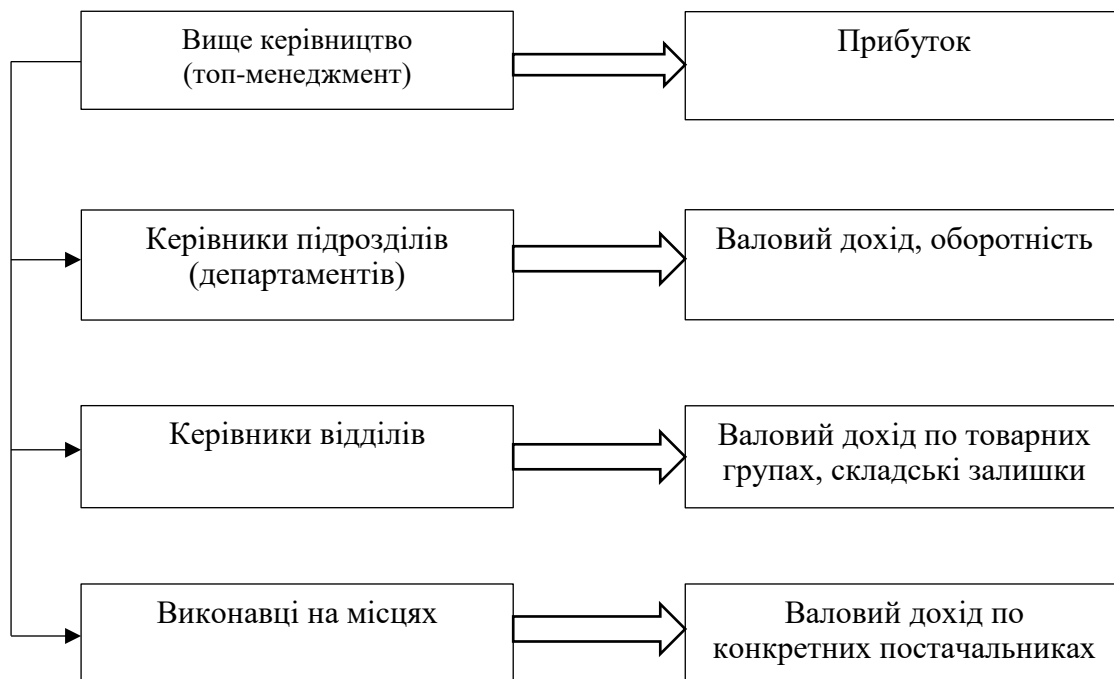 Вище керівництво
(топ-менеджмент)
Прибуток
Керівники підрозділів
(департаментів)
Валовий дохід, оборотність
Керівники відділів
Валовий дохід по товарних
групах, складські залишки
Виконавці на місцях
Валовий дохід по
конкретних постачальниках